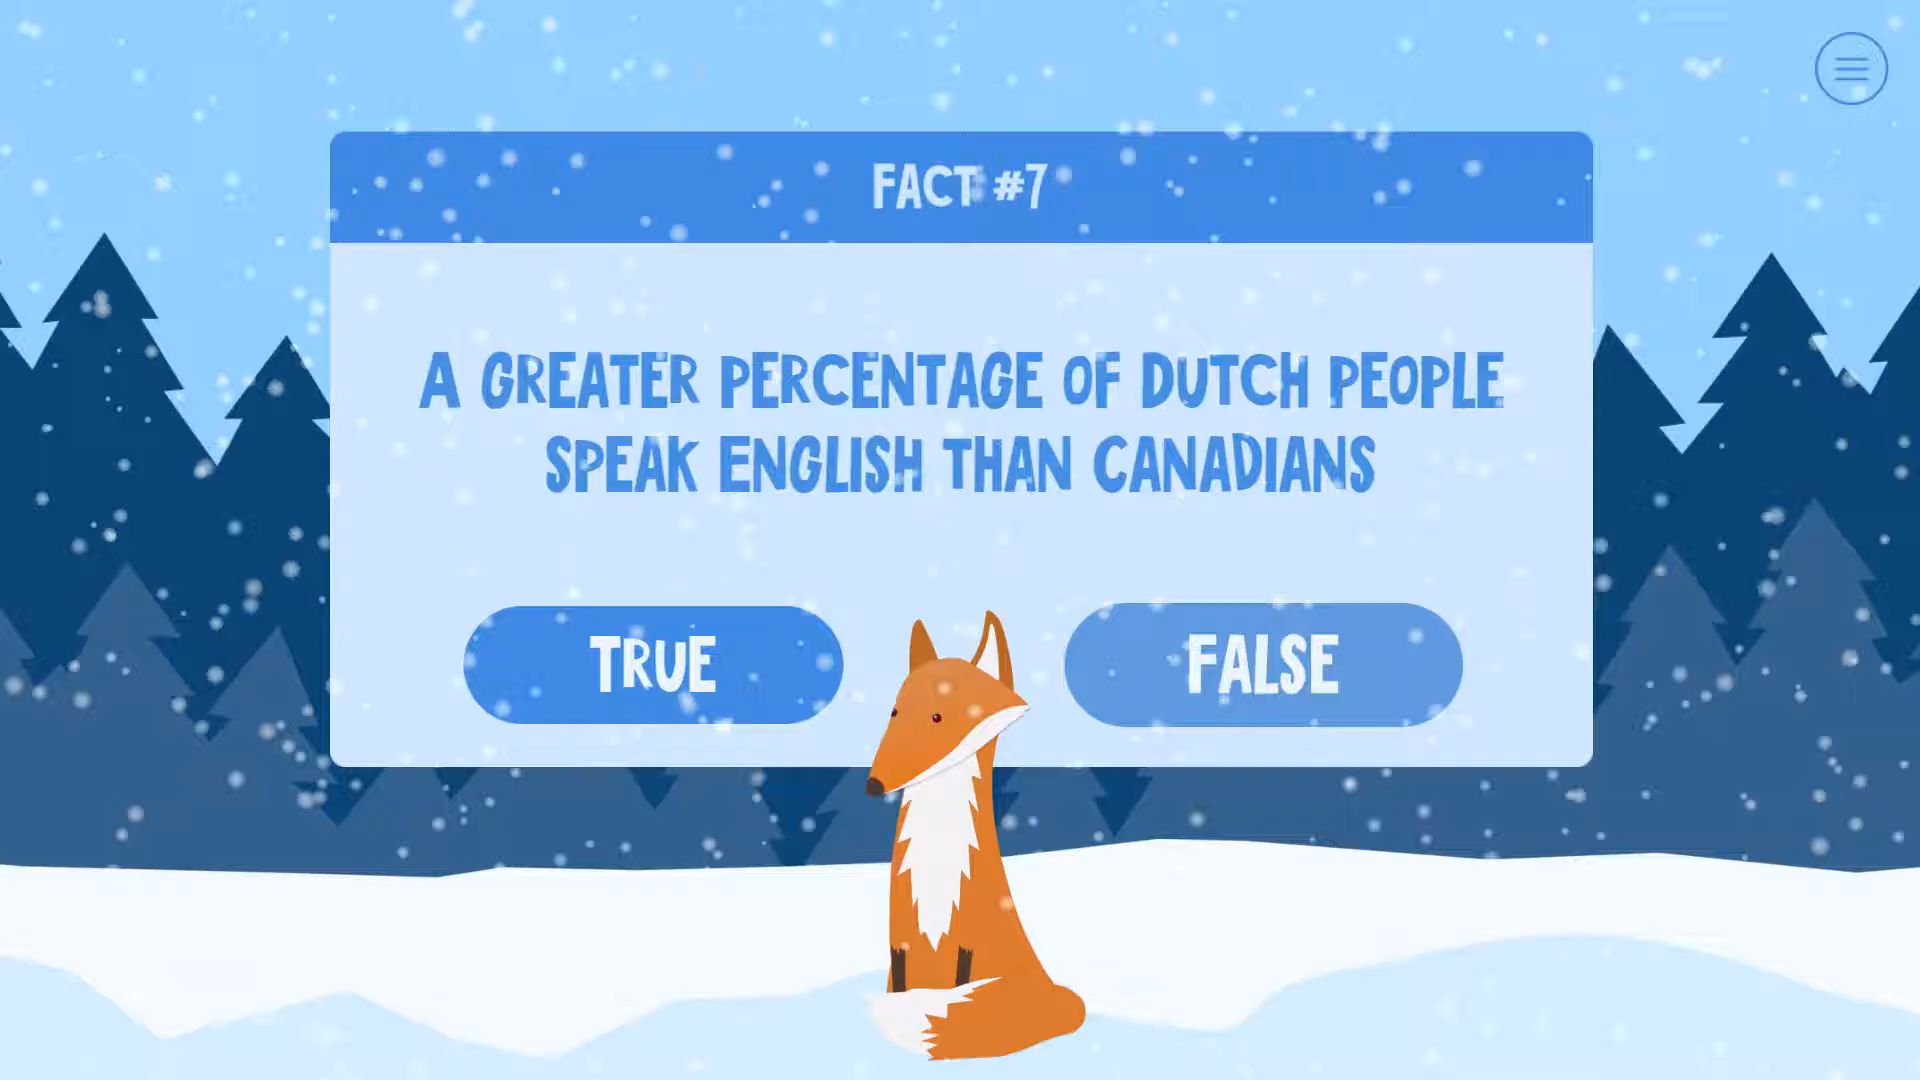 FACT #7
A GREATER PERCENTAGE OF DUTCH PEOPLE
SPEAK ENGLISH THAN CANADIANS
TRUE
FALSE